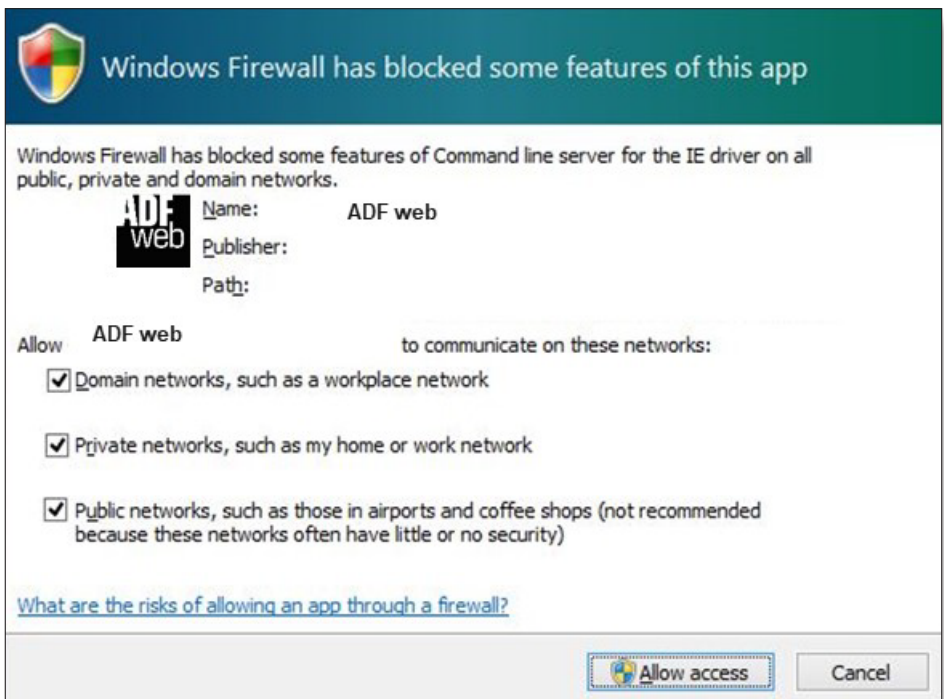 Windows Firewall has blocked some features of this app
Windows Firewall has blocked some features of Command line server for the IE driver on all
public, private and domain networks.
ADF
web
Name: ADF web
Publisher:
Path:
Allow ADF web to communicate on these networks:
Domain networks, such as a workplace network
Private networks, such as my home or work network
Public networks, such as those in airports and coffee shops (not recommended
because these networks often have little or no security)
What are the risks of allowing an app through a firewall?
Allow access Cancel